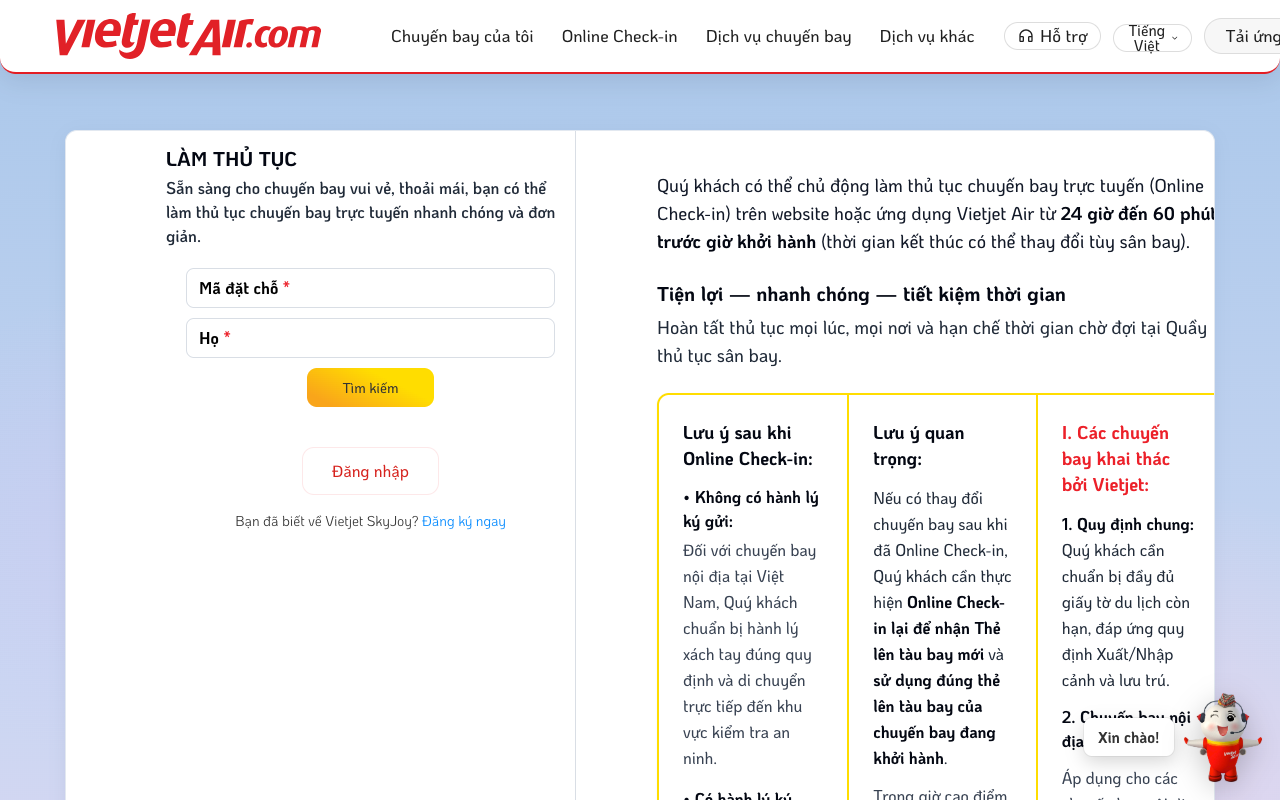 vietjetAir.com
Chuyến bay của tôi
Online Check-in
Dịch vụ chuyến bay
Dịch vụ khác
Hỗ trợ
Tiếng
Việt
Tải ứng
LÀM THỦ TỤC
Sẵn sàng cho chuyến bay vui vẻ, thoải mái, bạn có thể
làm thủ tục chuyến bay trực tuyến nhanh chóng và đơn
giản.
Mã đặt chỗ *
Họ *
Tìm kiếm
Đăng nhập
Bạn đã biết về Vietjet SkyJoy? Đăng ký ngay
Quý khách có thể chủ động làm thủ tục chuyến bay trực tuyến (Online
Check-in) trên website hoặc ứng dụng Vietjet Air từ 24 giờ đến 60 phút
trước giờ khởi hành (thời gian kết thúc có thể thay đổi tùy sân bay).
Tiện lợi — nhanh chóng — tiết kiệm thời gian
Hoàn tất thủ tục mọi lúc, mọi nơi và hạn chế thời gian chờ đợi tại Quầy
thủ tục sân bay.
Lưu ý sau khi
Online Check-in:
• Không có hành lý
ký gửi:
Đối với chuyến bay
nội địa tại Việt
Nam, Quý khách
chuẩn bị hành lý
xách tay đúng quy
định và di chuyển
trực tiếp đến khu
vực kiểm tra an
ninh.
• Có hành lý ký
Lưu ý quan
trọng:
Nếu có thay đổi
chuyến bay sau khi
đã Online Check-in,
Quý khách cần thực
hiện Online Check-
in lại để nhận Thẻ
lên tàu bay mới và
sử dụng đúng thẻ
lên tàu bay của
chuyến bay đang
khởi hành.
Trong giờ cao điểm
I. Các chuyến
bay khai thác
bởi Vietjet:
1. Quy định chung:
Quý khách cần
chuẩn bị đầy đủ
giấy tờ du lịch còn
hạn, đáp ứng quy
định Xuất/Nhập
cảnh và lưu trú.
2. Chuyến bay nội
địa
Áp dụng cho các
Xin chào!